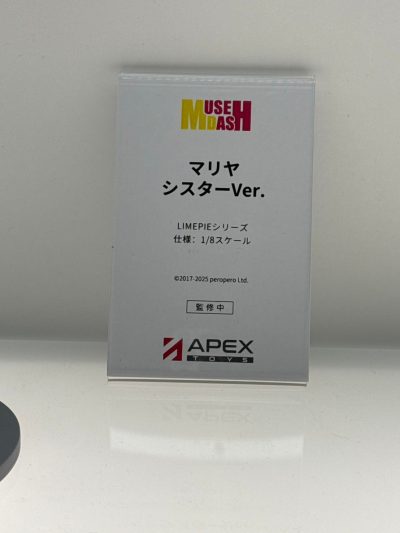 MUSE DASH
マリヤ
シスターVer.
LIMEPIEシリーズ
仕様: 1/8スケール
©2017-2025 peropero Ltd.
監修中
APEX
TOYS